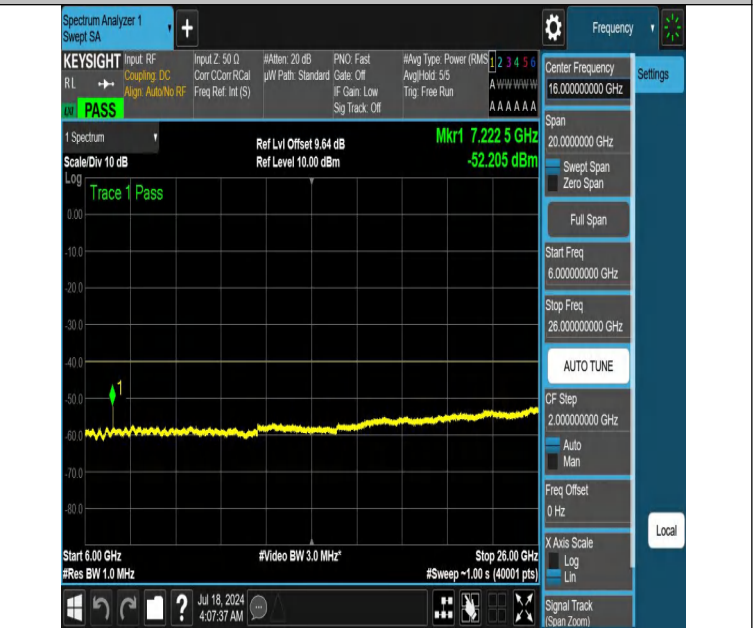 Spectrum Analyzer 1
Swept SA
+
Frequency
KEYSIGHT
RL
PASS
Input: RF
Coupling: DC
Align: Auto/No RF
Input Z: 50 Ω
Corr CCorr RCal
Freq Ref: Int (S)
#Atten: 20 dB
µW Path: Standard
PNO: Fast
Gate: Off
IF Gain: Low
Sig Track: Off
#Avg Type: Power (RMS
Avg|Hold: 5/5
Trig: Free Run
1 2 3 4 5 6
A W W W W W
A A A A A A
Settings
1 Spectrum
Scale/Div 10 dB
Log
Ref Lvl Offset 9.64 dB
Ref Level 10.00 dBm
Mkr1 7.222 5 GHz
-52.205 dBm
Trace 1 Pass
0.00
-10.0
-20.0
-30.0
-40.0
-50.0
-60.0
-70.0
-80.0
1
Start 6.00 GHz
#Res BW 1.0 MHz
#Video BW 3.0 MHz*
Stop 26.00 GHz
#Sweep ~1.00 s (40001 pts)
Center Frequency
16.000000000 GHz
Span
20.0000000 GHz
Swept Span
Zero Span
Full Span
Start Freq
6.000000000 GHz
Stop Freq
26.000000000 GHz
AUTO TUNE
CF Step
2.000000000 GHz
Auto
Man
Freq Offset
0 Hz
X Axis Scale
Log
Lin
Signal Track
(Span Zoom)
Local
?
Jul 18, 2024
4:07:37 AM